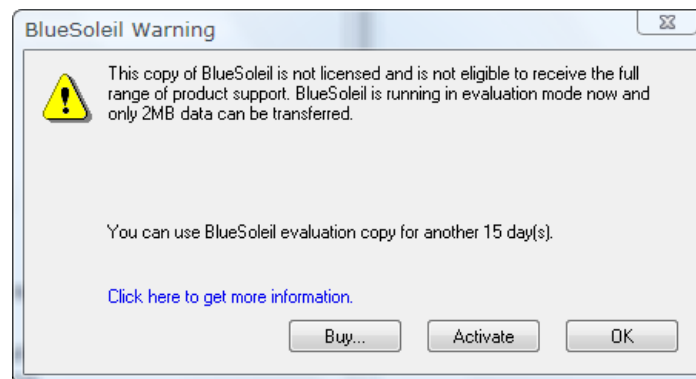 BlueSoleil Warning
This copy of BlueSoleil is not licensed and is not eligible to receive the full
range of product support. BlueSoleil is running in evaluation mode now and
only 2MB data can be transferred.
You can use BlueSoleil evaluation copy for another 15 day(s).
Click here to get more information.
Buy... Activate OK